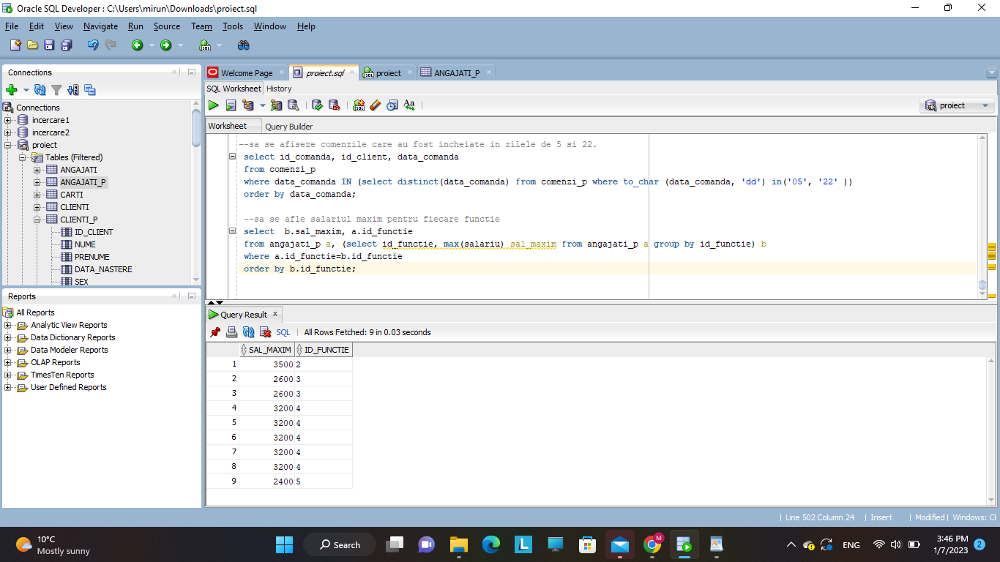 Oracle SQL Developer : C:\Users\mirun\Downloads\proiect.sql
File Edit View Navigate Run Source Team Tools Window Help
Connections
Connections
incercare1
incercare2
proiect
Tables (Filtered)
ANGAJATI
ANGAJATI_P
CARTI
CLIENTI
CLIENTI_P
ID_CLIENT
NUME
PRENUME
DATA_NASTERE
SEX
Reports
All Reports
Analytic View Reports
Data Dictionary Reports
Data Modeler Reports
OLAP Reports
TimesTen Reports
User Defined Reports
Welcome Page proiect.sql proiect ANGAJATI_P
SQL Worksheet History
proiect
Worksheet Query Builder
--sa se afiseze comenzile care au fost incheiate in zilele de 5 si 22.
select id_comanda, id_client, data_comanda
from comenzi_p
where data_comanda IN (select distinct(data_comanda) from comenzi_p where to_char (data_comanda, 'dd') in('05', '22' ))
order by data_comanda;
--sa se afle salariul maxim pentru fiecare functie
select  b.sal_maxim, a.id_functie
from angajati_p a, (select id_functie, max(salariu) sal_maxim from angajati_p a group by id_functie) b
where a.id_functie=b.id_functie
order by b.id_functie;
Query Result x
SQL | All Rows Fetched: 9 in 0.03 seconds
SAL_MAXIM ID_FUNCTIE
1 3500 2
2 2600 3
3 2600 3
4 3200 4
5 3200 4
6 3200 4
7 3200 4
8 3200 4
9 2400 5
| Line 502 Column 24 | Insert | Modified | Windows: CF
10°C
Mostly sunny
Search
ENG
3:46 PM
1/7/2023
2